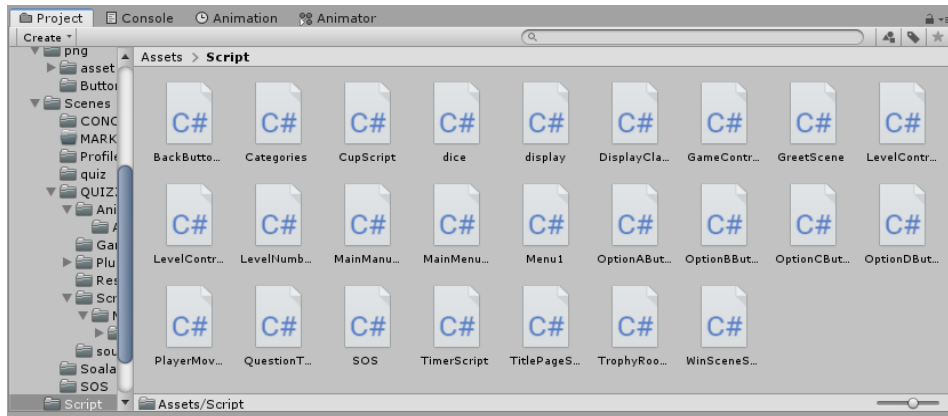 Project Console Animation Animator
Create
png
asset
Button
Scenes
CONC
MARK
Profile
quiz
QUIZ
Ani
A
Gar
Plu
Res
Scr
sou
Soala
SOS
Script
Assets > Script
C# C# C# C# C# C# C# C# C#
BackButto... Categories CupScript dice display DisplayCla... GameContr... GreetScene LevelContr...
C# C# C# C# C# C# C# C# C#
LevelContr... LevelNumb... MainManu... MainMenu... Menu1 OptionABut... OptionBBut... OptionCBut... OptionDBut...
C# C# C# C# C# C# C#
PlayerMov... QuestionT... SOS TimerScript TitlePageS... TrophyRoo... WinSceneS...
Assets/Script